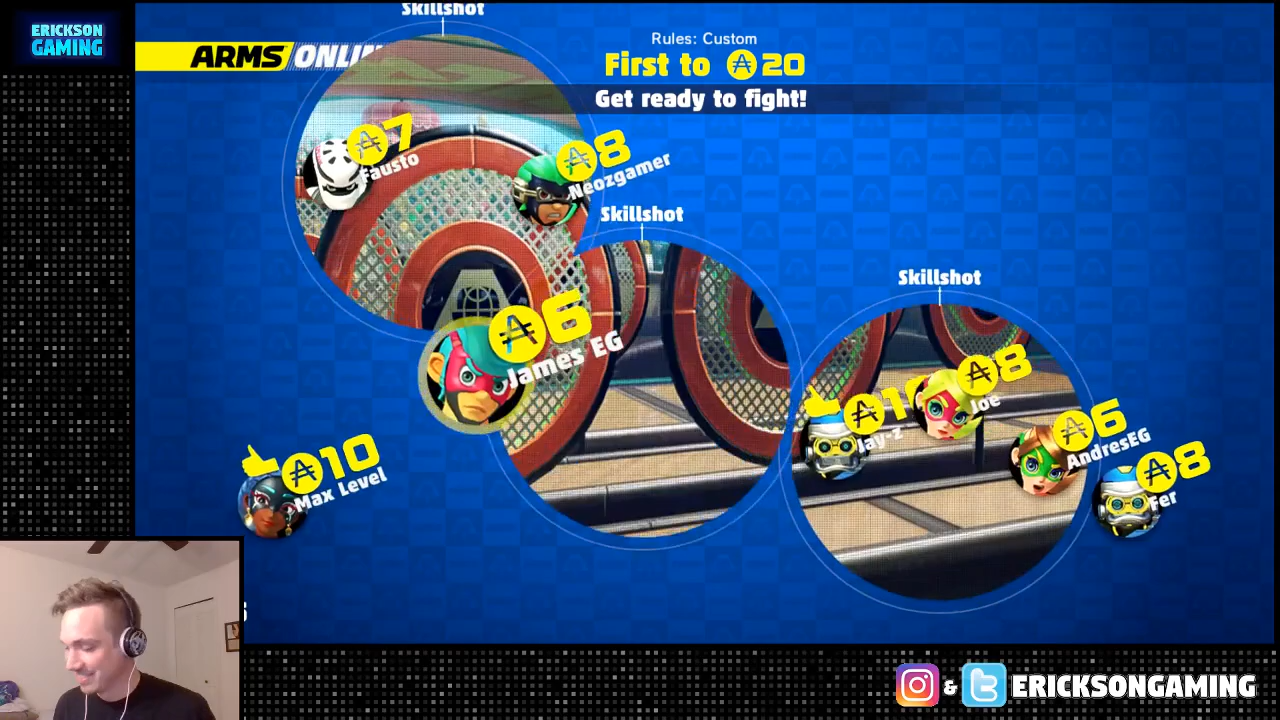 ERICKSON
GAMING
Skillshot
ARMS ONLIN
Rules: Custom
First to 20
Get ready to fight!
7
Fausto
8
Neozgamer
Skillshot
Skillshot
6
James EG
8
Joe
Jay-Z
6
AndresEG
8
Fer
10
Max Level
& ERICKSONGAMING